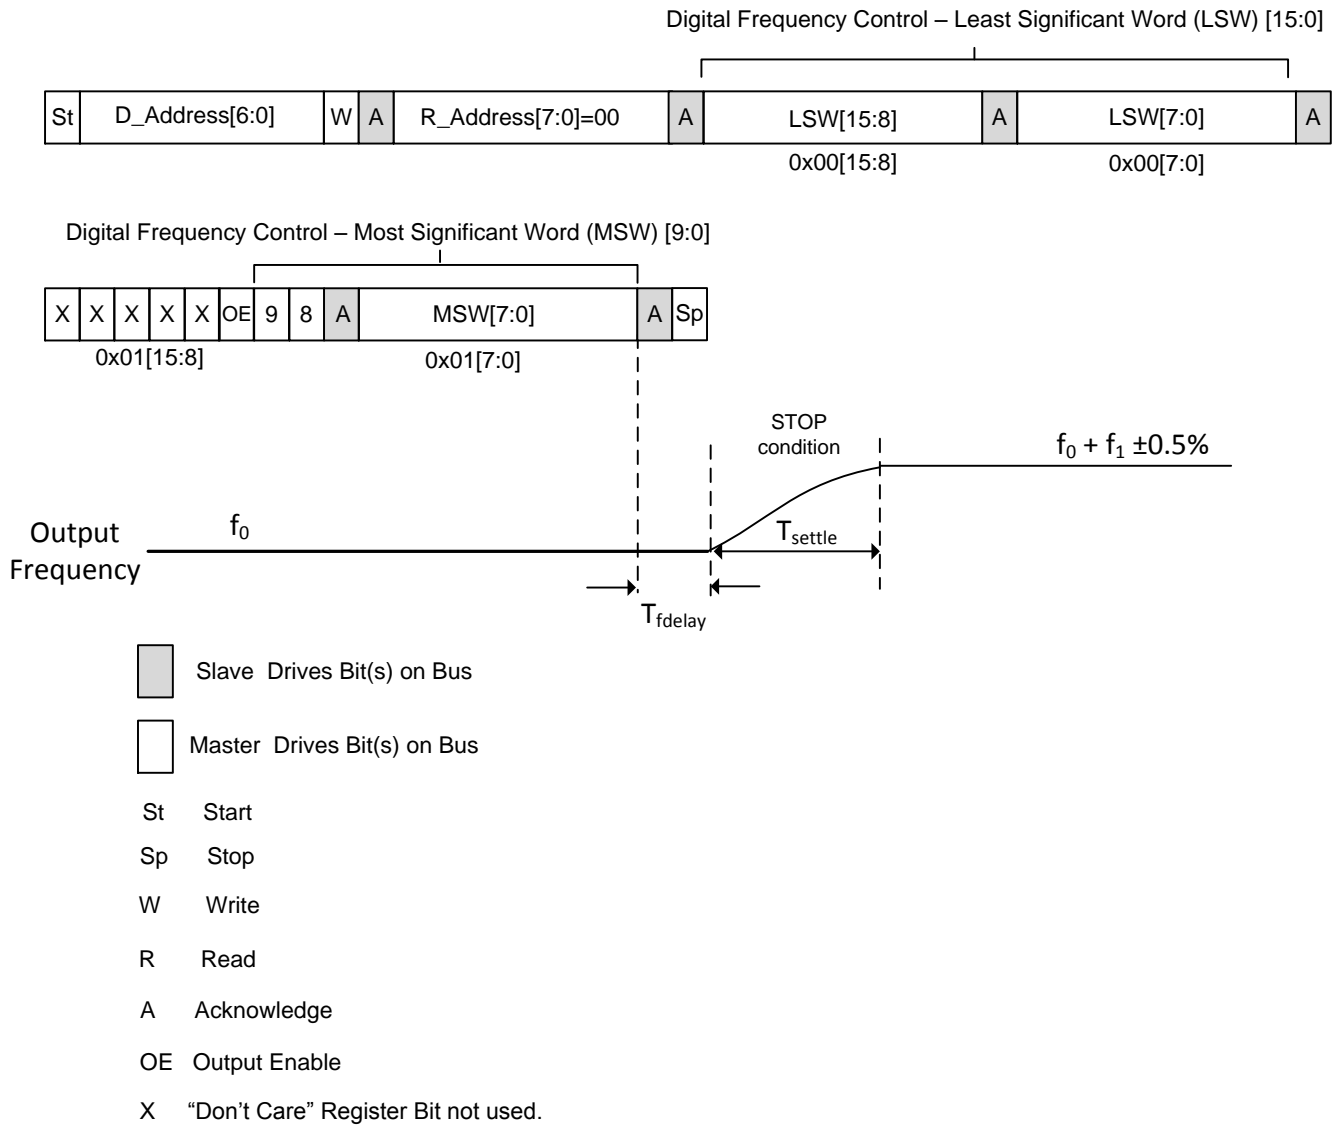 Digital Frequency Control – Least Significant Word (LSW) [15:0]
St D_Address[6:0] W A R_Address[7:0]=00 A LSW[15:8] A LSW[7:0] A
0x00[15:8] 0x00[7:0]
Digital Frequency Control – Most Significant Word (MSW) [9:0]
X X X X X OE 9 8 A MSW[7:0] A Sp
0x01[15:8] 0x01[7:0]
STOP
condition
f0 + f1 ±0.5%
f0
Output
Frequency
Tsettle
Tfdelay
Slave Drives Bit(s) on Bus
Master Drives Bit(s) on Bus
St Start
Sp Stop
W Write
R Read
A Acknowledge
OE Output Enable
X “Don’t Care” Register Bit not used.